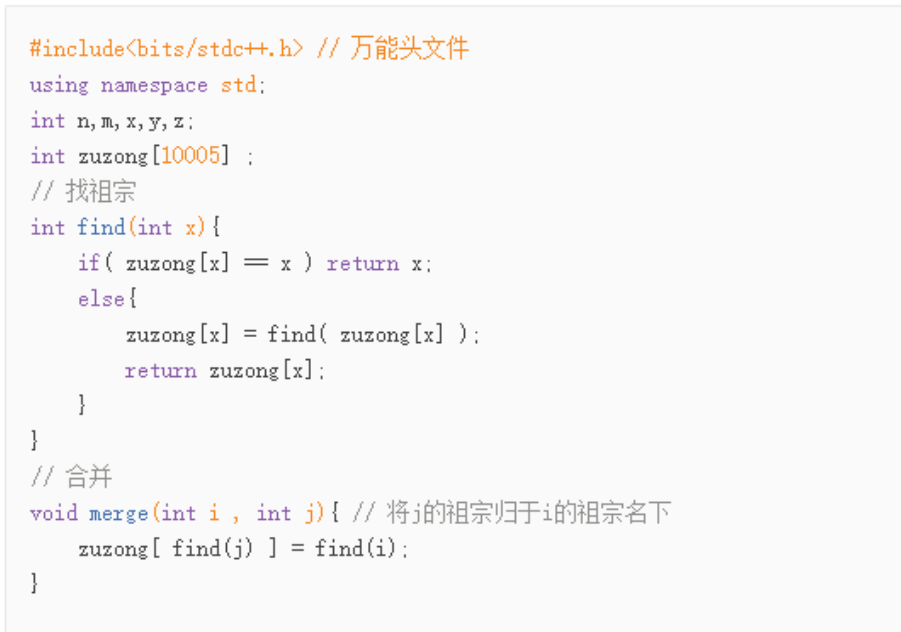 #include<bits/stdc++.h> // 万能头文件
using namespace std;
int n,m,x,y,z;
int zuzong[10005] ;
// 找祖宗
int find(int x){
    if( zuzong[x] == x ) return x;
    else{
        zuzong[x] = find( zuzong[x] );
        return zuzong[x];
    }
}
// 合并
void merge(int i , int j){ // 将j的祖宗归于i的祖宗名下
    zuzong[ find(j) ] = find(i);
}